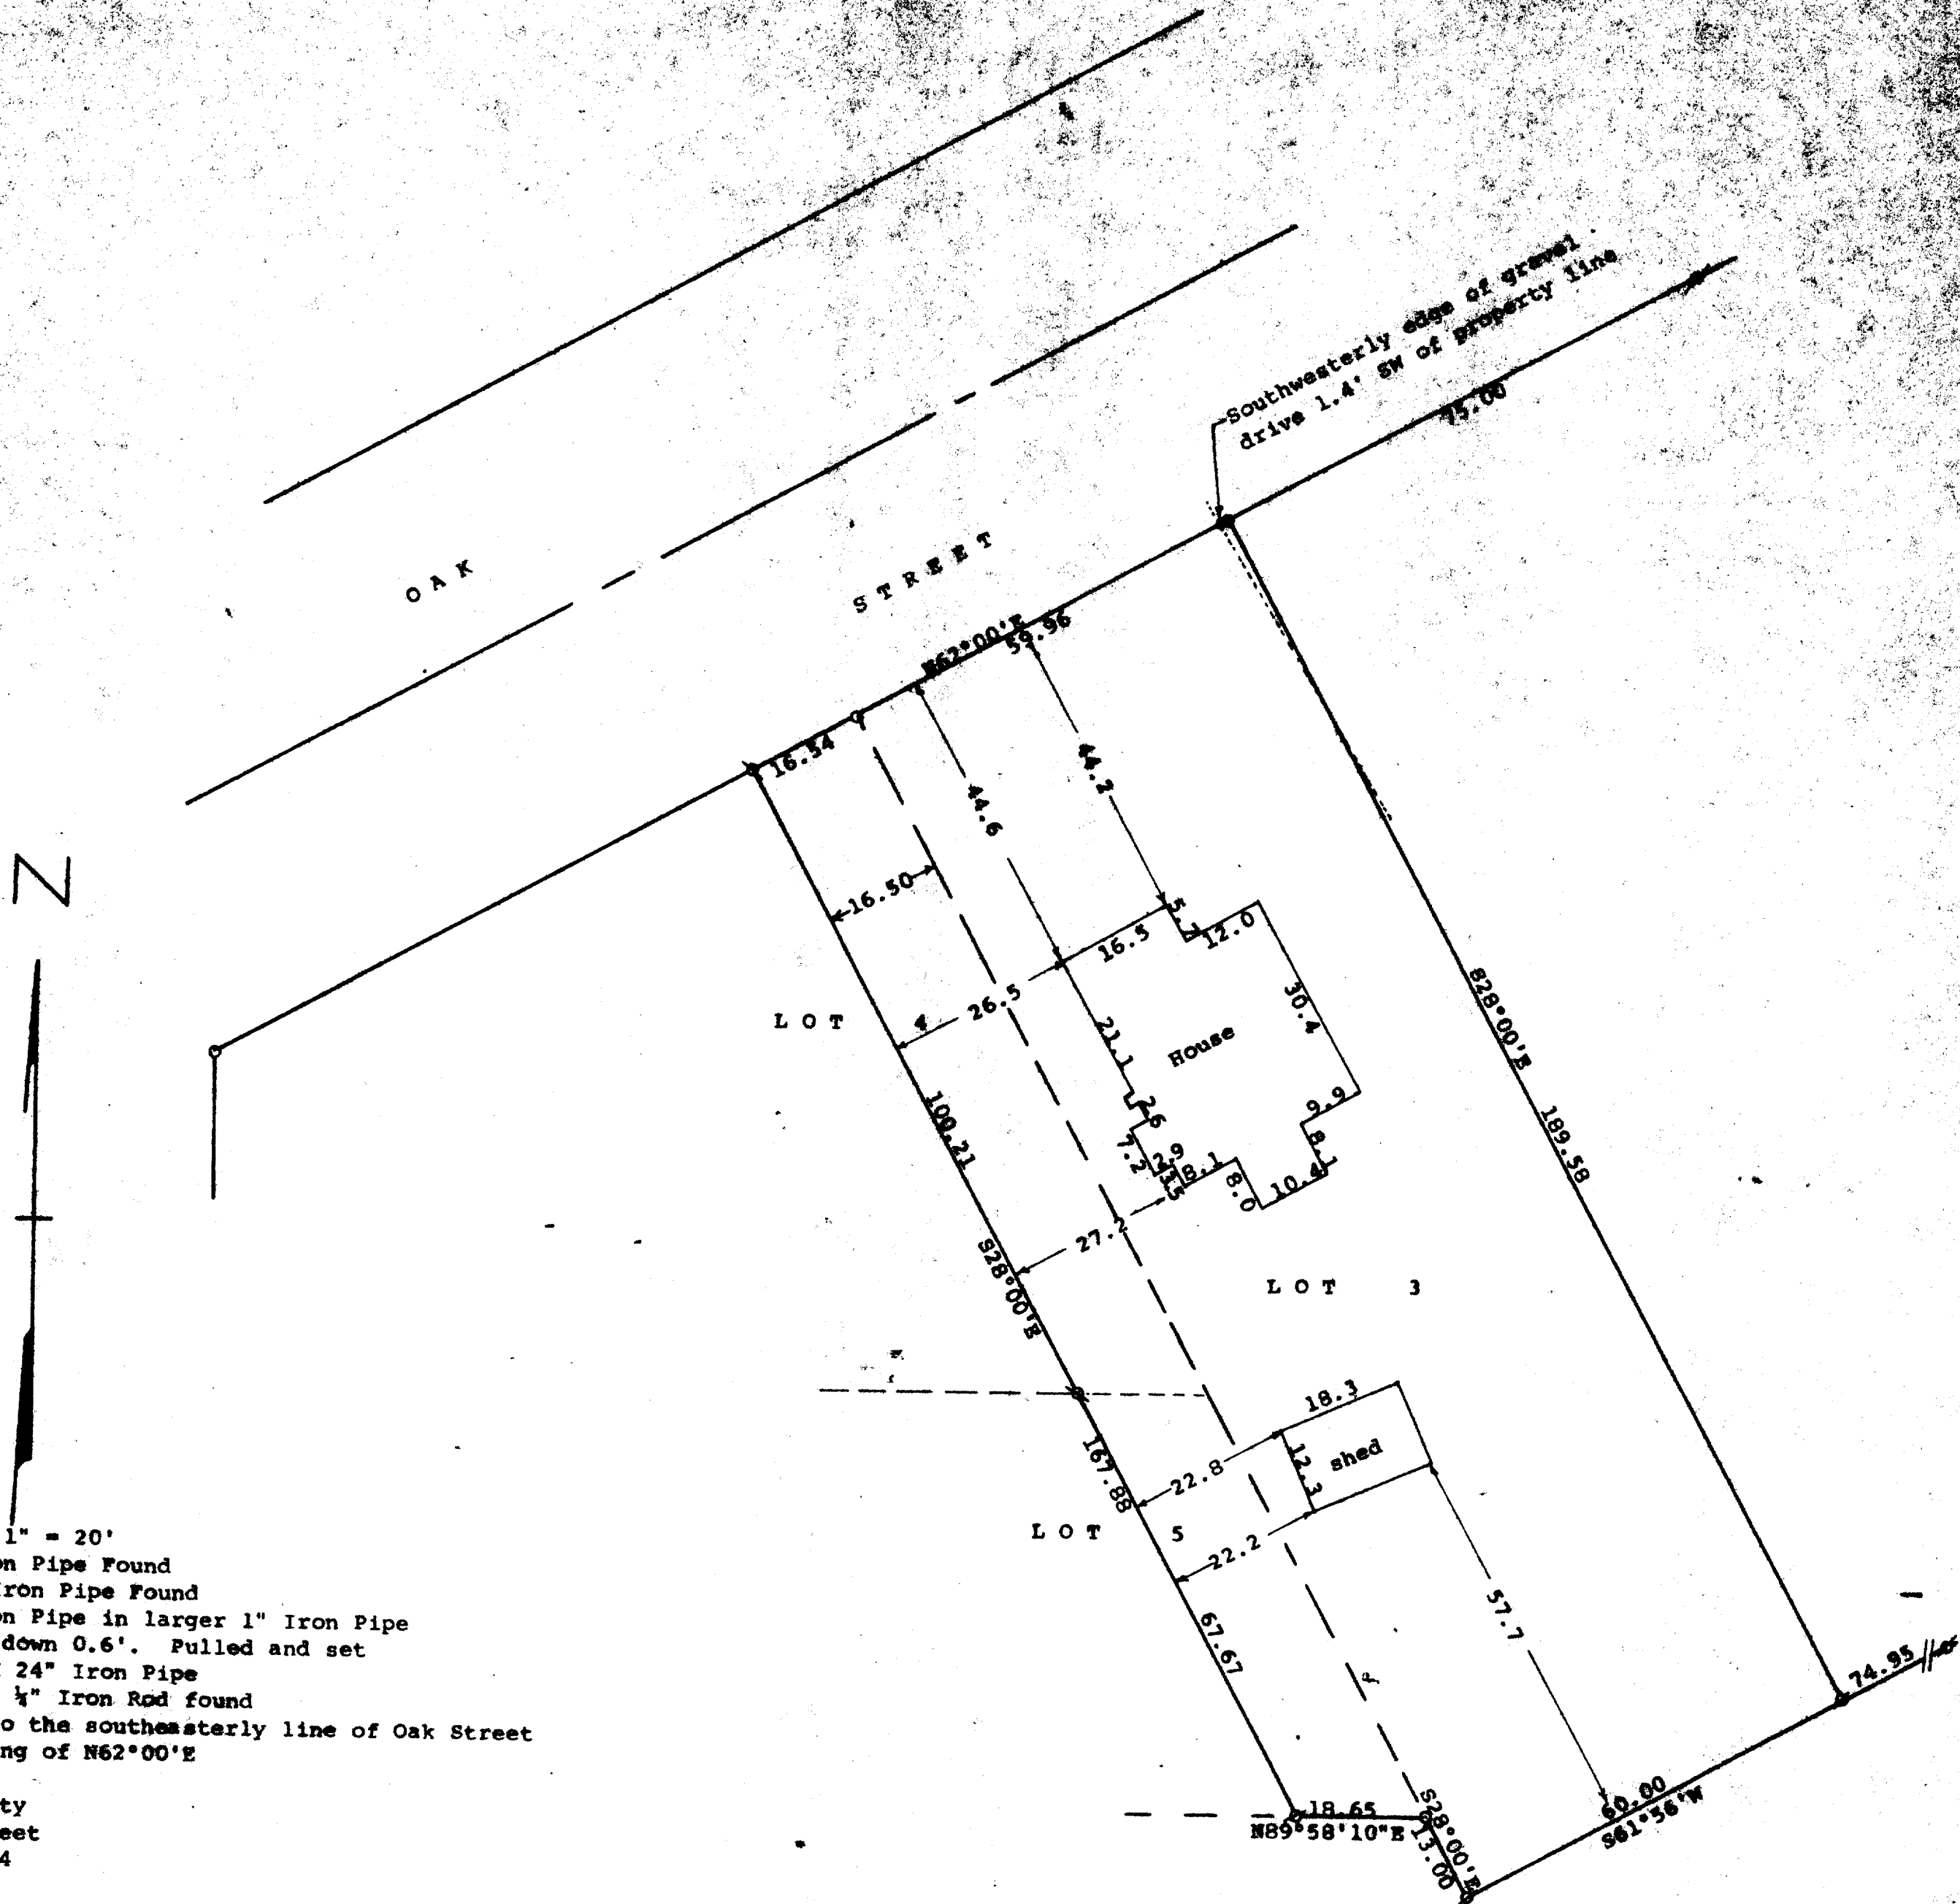 Southwesterly edge of gravel
drive 1.4' SW of property line
75.00
O A K
S T R E E T
N62°00'E
59.96
16.54
44.2
44.6
N
16.50
5.1
12.0
16.5
26.5
30.4
S28°00'E
L O T 4
21.1
House
9.9
100.21
2.6
8.1
7.2
2.9
8.1
3.5
8.0
10.4
189.58
27.2
S28°00'E
L O T 3
18.3
167.88
22.8
12.3
shed
L O T 5
22.2
57.7
67.67
1" = 20'
on Pipe Found
Iron Pipe Found
on Pipe in larger 1" Iron Pipe
down 0.6'. Pulled and set
24" Iron Pipe
¼" Iron Rod found
o the southeasterly line of Oak Street
ng of N62°00'E
ty
eet
4
74.95
18.65
N89°58'10"E
S28°00'E
13.00
60.00
S61°56'W